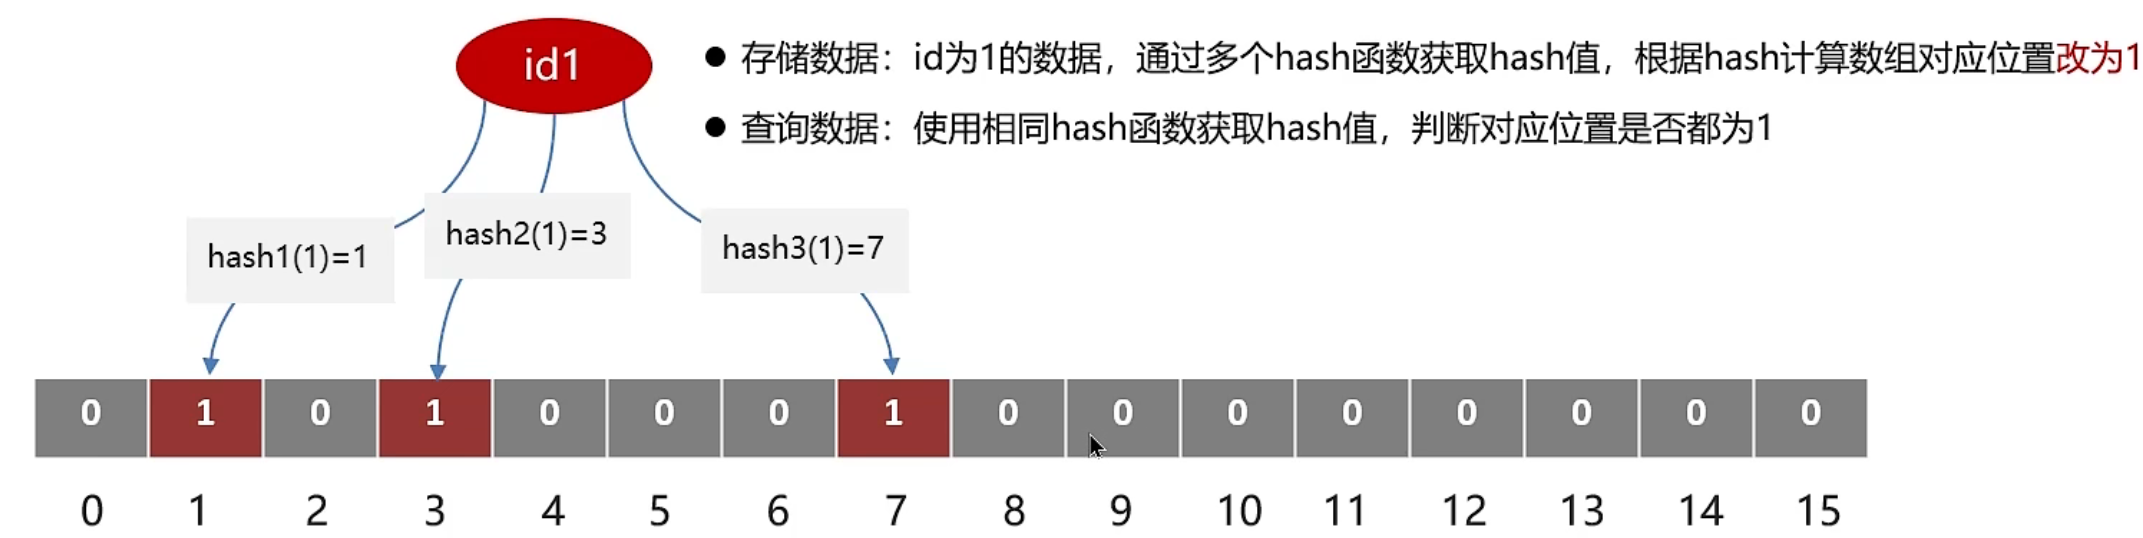 id1
● 存储数据：id为1的数据，通过多个hash函数获取hash值，根据hash计算数组对应位置改为1
● 查询数据：使用相同hash函数获取hash值，判断对应位置是否都为1
hash1(1)=1
hash2(1)=3
hash3(1)=7
0 1 0 1 0 0 0 1 0 0 0 0 0 0 0 0
0 1 2 3 4 5 6 7 8 9 10 11 12 13 14 15